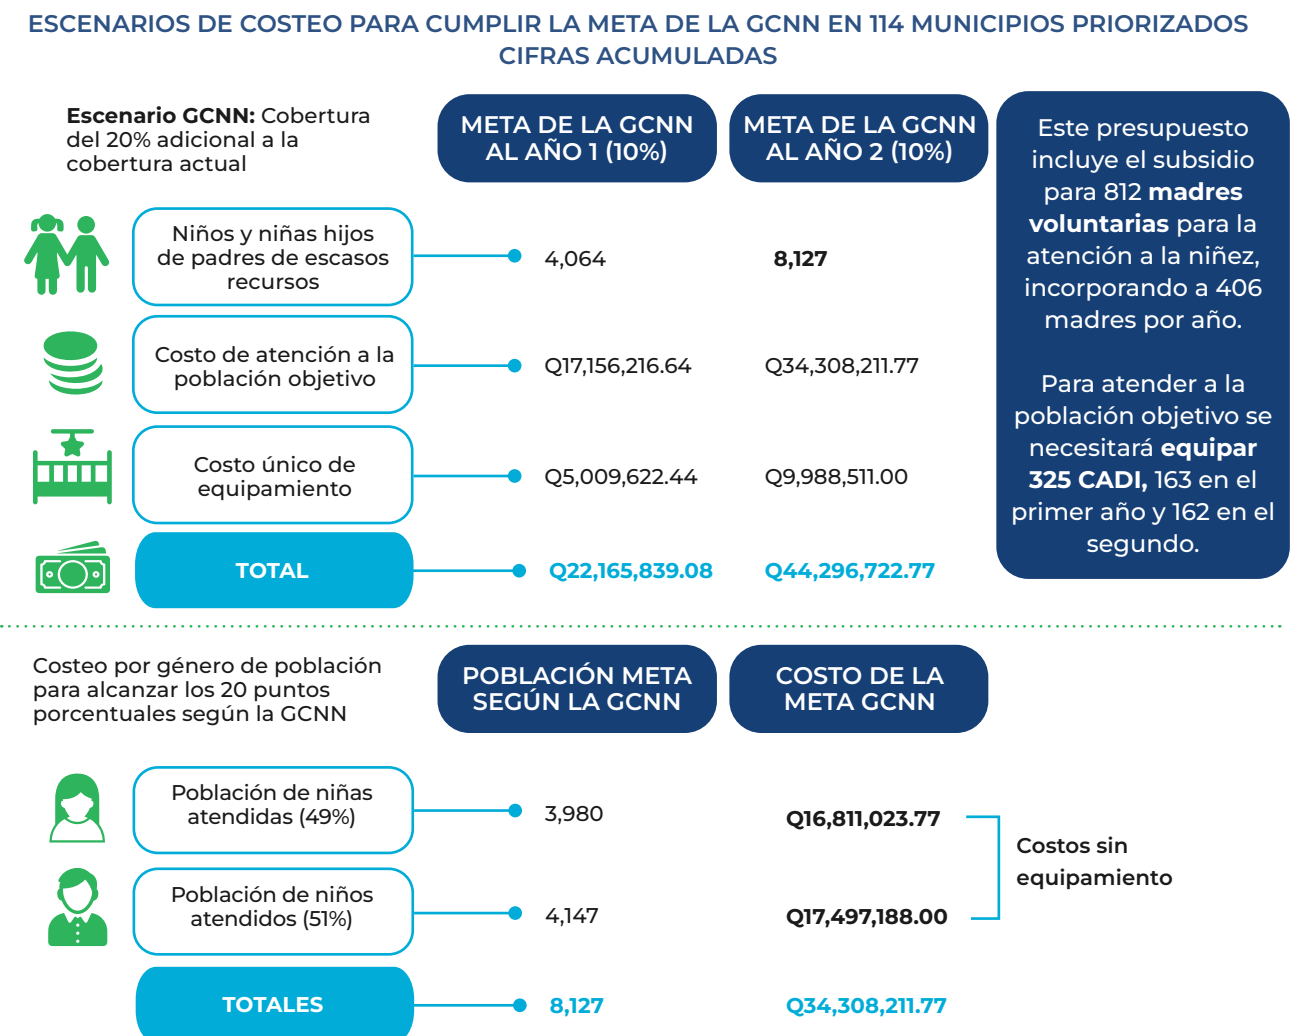 ESCENARIOS DE COSTEO PARA CUMPLIR LA META DE LA GCNN EN 114 MUNICIPIOS PRIORIZADOS
CIFRAS ACUMULADAS
Escenario GCNN: Cobertura
del 20% adicional a la
cobertura actual
META DE LA GCNN
AL AÑO 1 (10%)
META DE LA GCNN
AL AÑO 2 (10%)
Niños y niñas hijos
de padres de escasos
recursos
4,064
8,127
Costo de atención a la
población objetivo
Q17,156,216.64
Q34,308,211.77
Costo único de
equipamiento
Q5,009,622.44
Q9,988,511.00
TOTAL
Q22,165,839.08
Q44,296,722.77
Este presupuesto
incluye el subsidio
para 812 madres
voluntarias para la
atención a la niñez,
incorporando a 406
madres por año.
Para atender a la
población objetivo se
necesitará equipar
325 CADI, 163 en el
primer año y 162 en el
segundo.
Costeo por género de población
para alcanzar los 20 puntos
porcentuales según la GCNN
POBLACIÓN META
SEGÚN LA GCNN
COSTO DE LA
META GCNN
Población de niñas
atendidas (49%)
3,980
Q16,811,023.77
Población de niños
atendidos (51%)
4,147
Q17,497,188.00
Costos sin
equipamiento
TOTALES
8,127
Q34,308,211.77